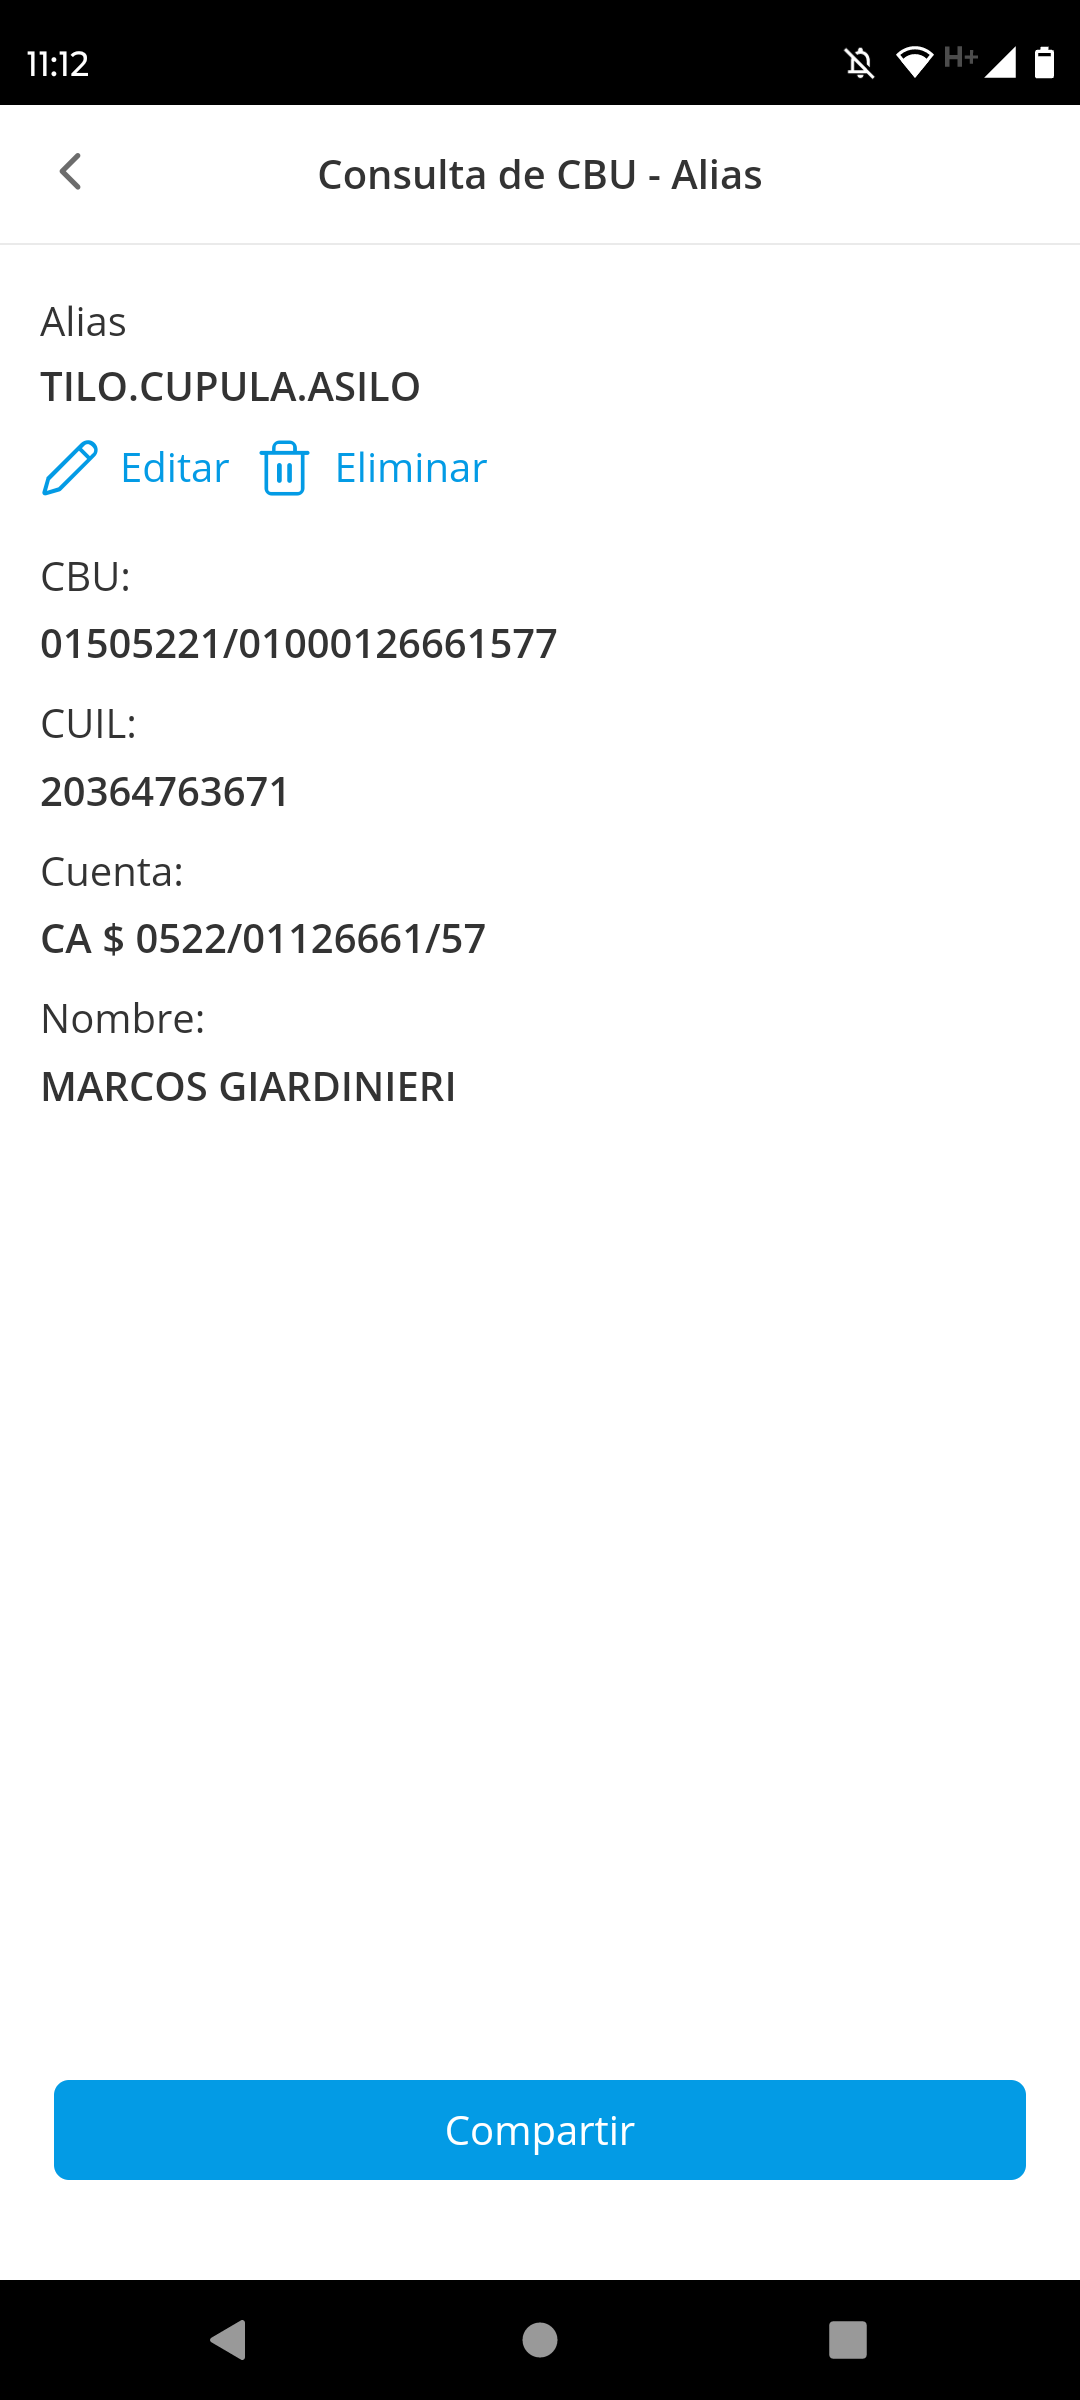 11:12
H+
Consulta de CBU - Alias
Alias
TILO.CUPULA.ASILO
Editar Eliminar
CBU:
01505221/01000126661577
CUIL:
20364763671
Cuenta:
CA $ 0522/01126661/57
Nombre:
MARCOS GIARDINIERI
Compartir